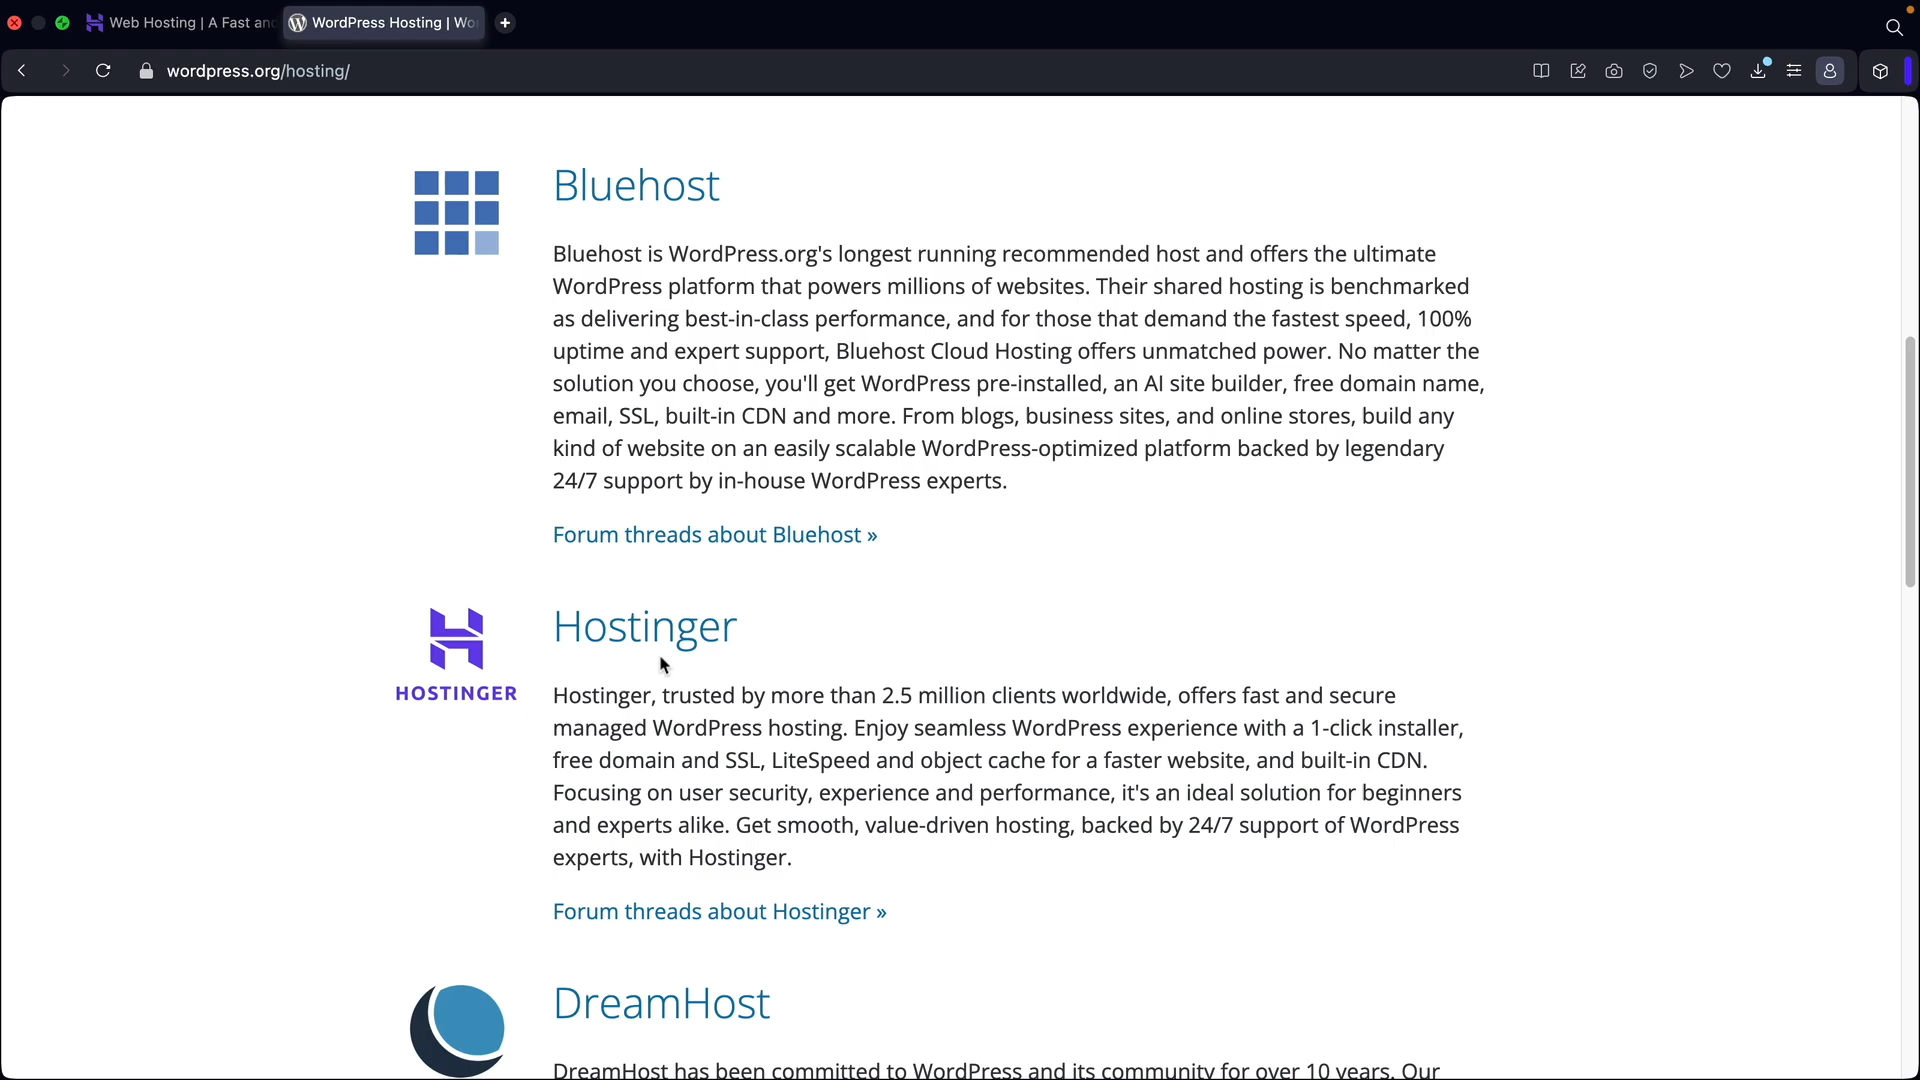 Web Hosting | A Fast an
WordPress Hosting | Wo
wordpress.org/hosting/
Bluehost
Bluehost is WordPress.org's longest running recommended host and offers the ultimate
WordPress platform that powers millions of websites. Their shared hosting is benchmarked
as delivering best-in-class performance, and for those that demand the fastest speed, 100%
uptime and expert support, Bluehost Cloud Hosting offers unmatched power. No matter the
solution you choose, you'll get WordPress pre-installed, an AI site builder, free domain name,
email, SSL, built-in CDN and more. From blogs, business sites, and online stores, build any
kind of website on an easily scalable WordPress-optimized platform backed by legendary
24/7 support by in-house WordPress experts.
Forum threads about Bluehost »
HOSTINGER
Hostinger
Hostinger, trusted by more than 2.5 million clients worldwide, offers fast and secure
managed WordPress hosting. Enjoy seamless WordPress experience with a 1-click installer,
free domain and SSL, LiteSpeed and object cache for a faster website, and built-in CDN.
Focusing on user security, experience and performance, it's an ideal solution for beginners
and experts alike. Get smooth, value-driven hosting, backed by 24/7 support of WordPress
experts, with Hostinger.
Forum threads about Hostinger »
DreamHost
DreamHost has been committed to WordPress and its community for over 10 years. Our